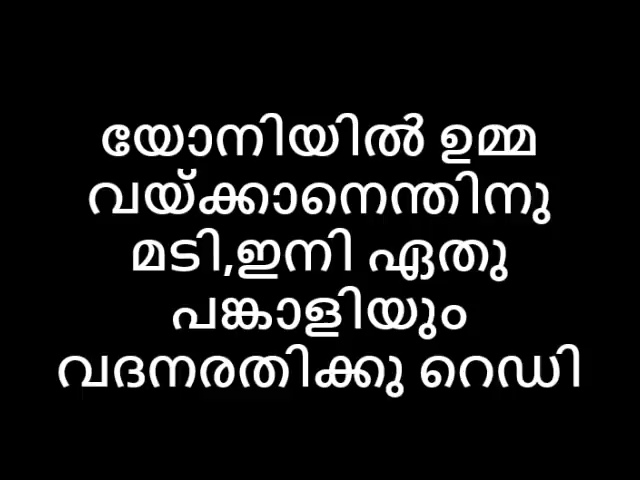 യോനിയിൽ ഉമ്മ
വയ്ക്കാനെന്തിനു
മടി,ഇനി ഏതു
പങ്കാളിയും
വദനരതിക്കു റെഡി